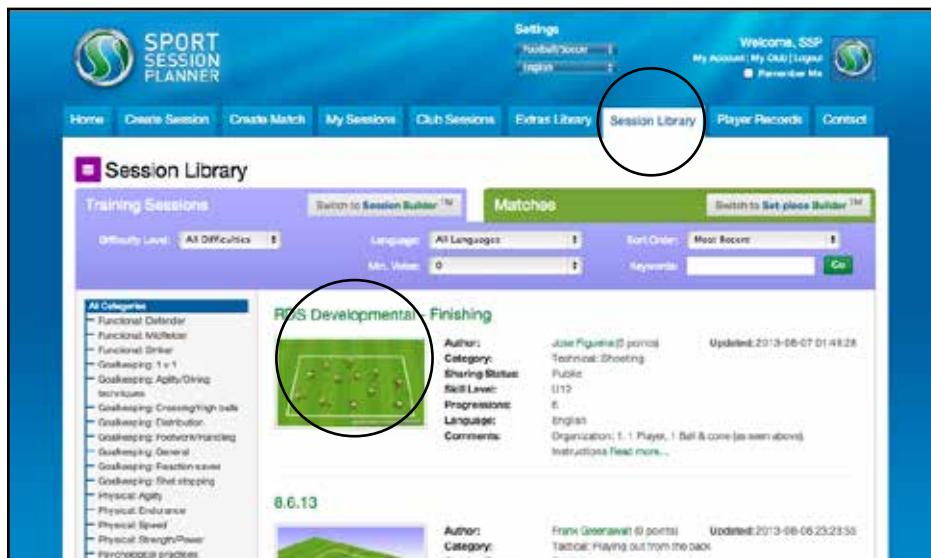 SPORT
SESSION
PLANNER
Settings
Football/Soccer
English
Welcome, SSP
My Account | My Club | Logout
Remember Me
Home Create Session Create Match My Sessions Club Sessions Extras Library Session Library Player Records Contact
Session Library
Training Sessions Switch to Session Builder ™ Matches Switch to Set-piece Builder ™
Difficulty Level: All Difficulties Language: All Languages Sort Order: Most Recent
Min. Votes: 0 Keywords: Go
All Categories
Functional: Defender
Functional: Midfielder
Functional: Striker
Goalkeeping: 1 v 1
Goalkeeping: Agility/Diving
techniques
Goalkeeping: Crossing/High balls
Goalkeeping: Distribution
Goalkeeping: Footwork/Handling
Goalkeeping: General
Goalkeeping: Reaction saves
Goalkeeping: Shot stopping
Physical: Agility
Physical: Endurance
Physical: Speed
Physical: Strength/Power
Psychological practices
RDS Developmental - Finishing
Author: Jose Figueira (0 points) Updated: 2013-08-07 01:48:28
Category: Technical: Shooting
Sharing Status: Public
Skill Level: U12
Progressions: 6
Language: English
Comments: Organization: 1. 1 Player, 1 Ball & cone (as seen above).
Instructions Read more...
8.6.13
Author: Frank Greenawalt (0 points) Updated: 2013-08-06 23:23:55
Category: Tactical: Playing out from the back